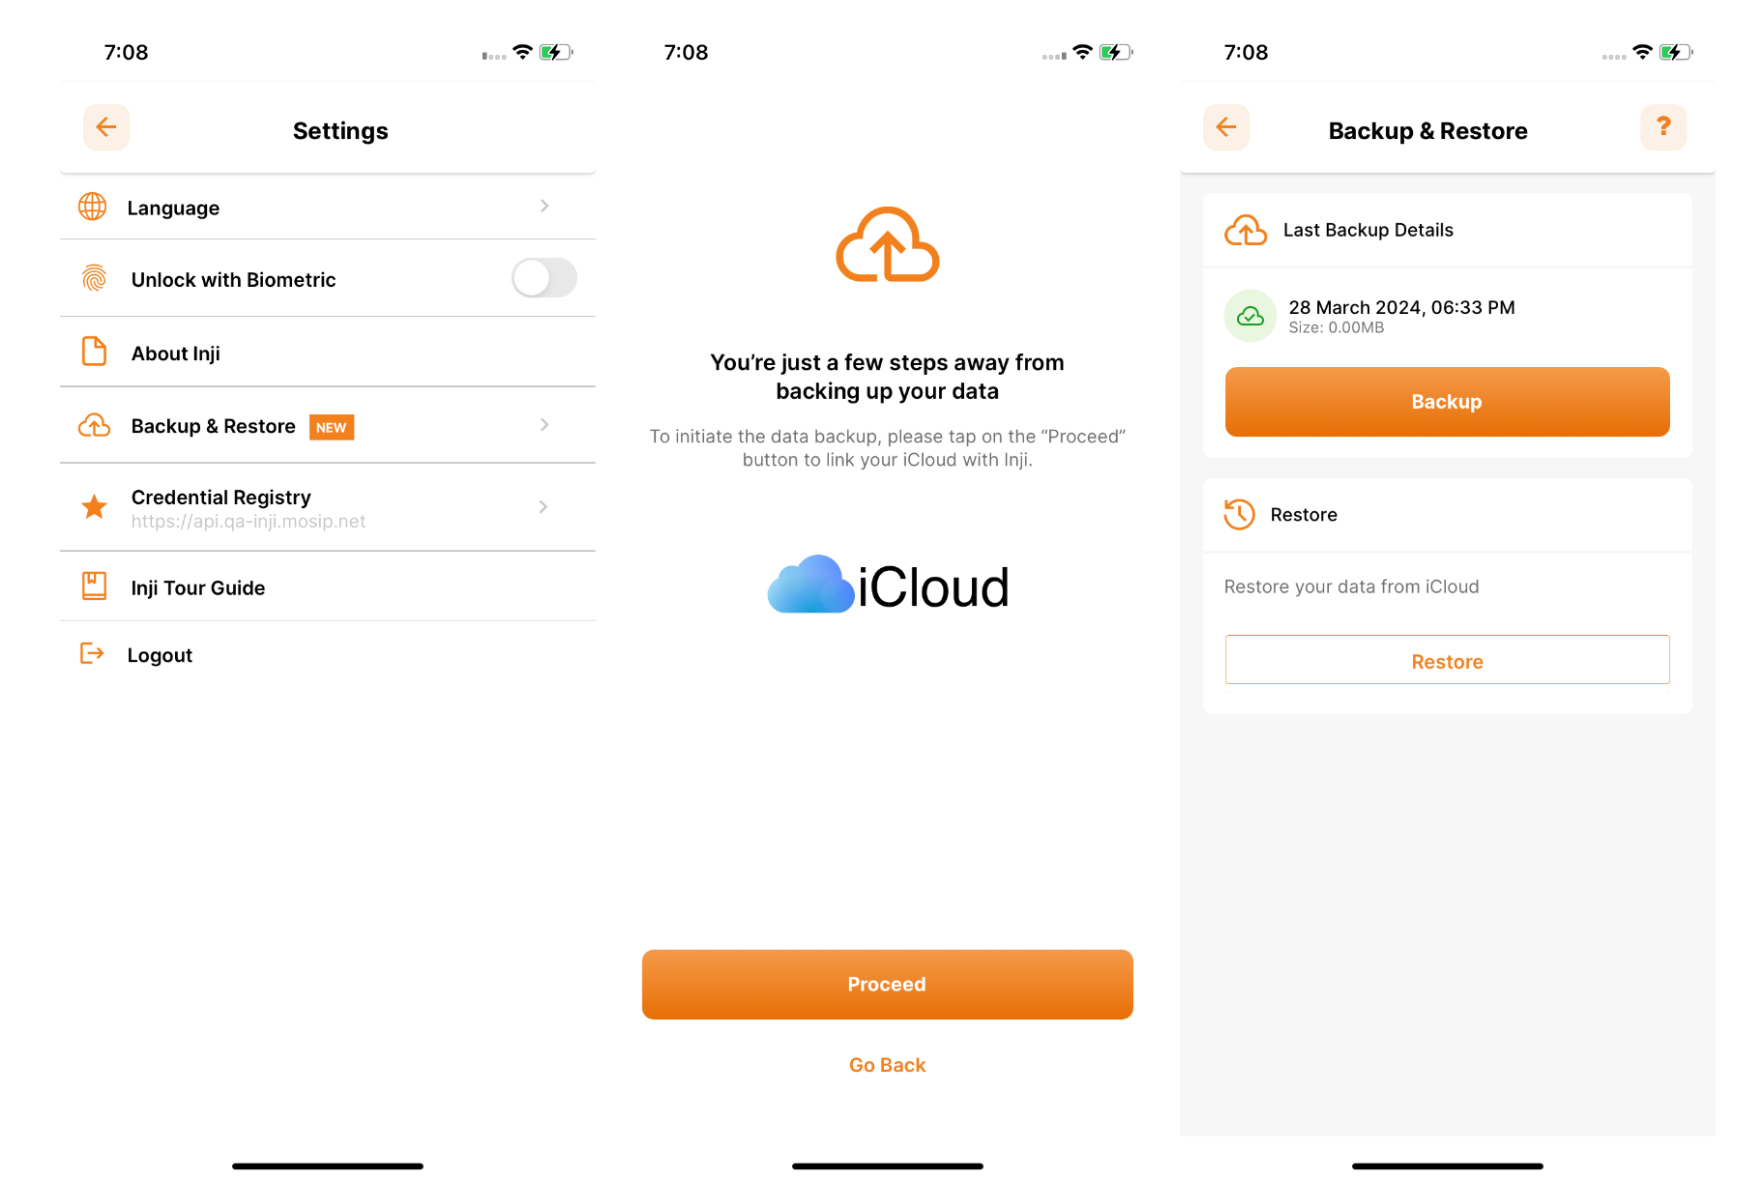 7:08
Settings
Language
Unlock with Biometric
About Inji
Backup & Restore NEW
Credential Registry
https://api.qa-inji.mosip.net
Inji Tour Guide
Logout
7:08
You’re just a few steps away from
backing up your data
To initiate the data backup, please tap on the “Proceed”
button to link your iCloud with Inji.
iCloud
Proceed
Go Back
7:08
Backup & Restore ?
Last Backup Details
28 March 2024, 06:33 PM
Size: 0.00MB
Backup
Restore
Restore your data from iCloud
Restore